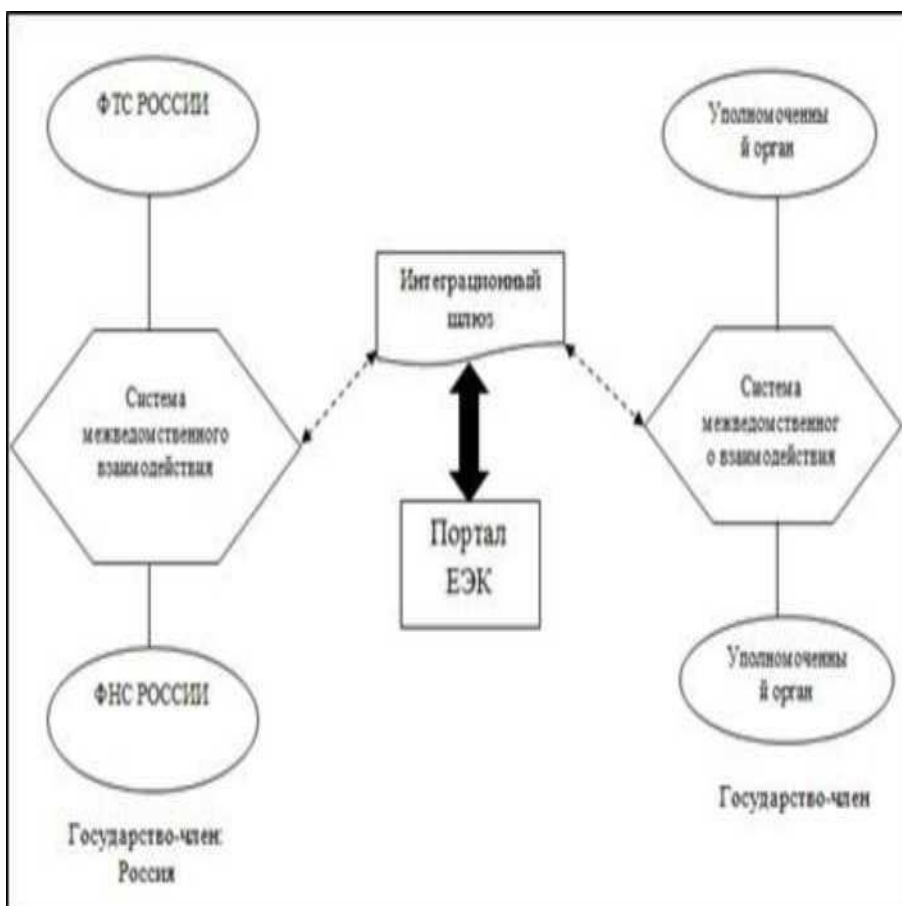 ФТС РОССИИ
Уполномоченны
й орган
Интеграционный
шлюз
Система
межведомственного
взаимодействия
Система
межведомственног
о взаимодействия
Портал
ЕЭК
ФНС РОССИИ
Уполномоченны
й орган
Государство-член:
Россия
Государство-член